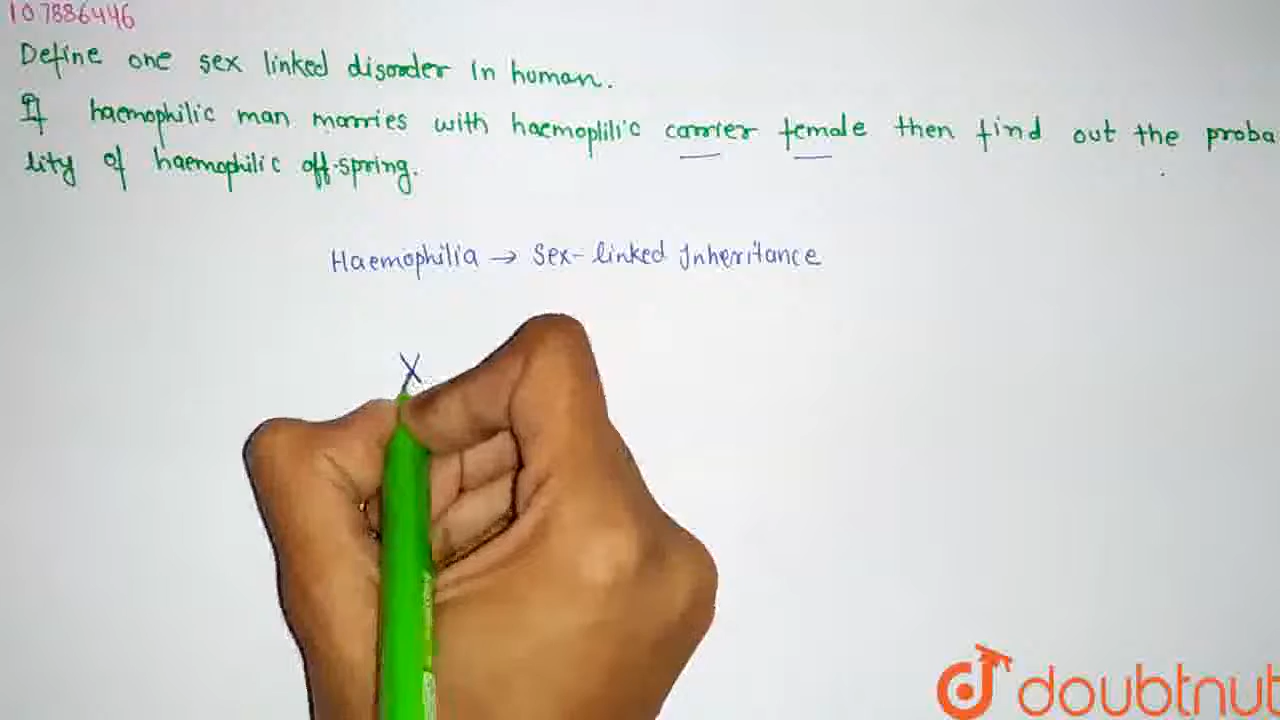 107886446
Define one sex linked disorder in human.
If haemophilic man marries with haemoplilic carrier female then find out the proba
lity of haemophilic off-spring.
Haemophilia → Sex-linked Inheritance
X
doubtnut